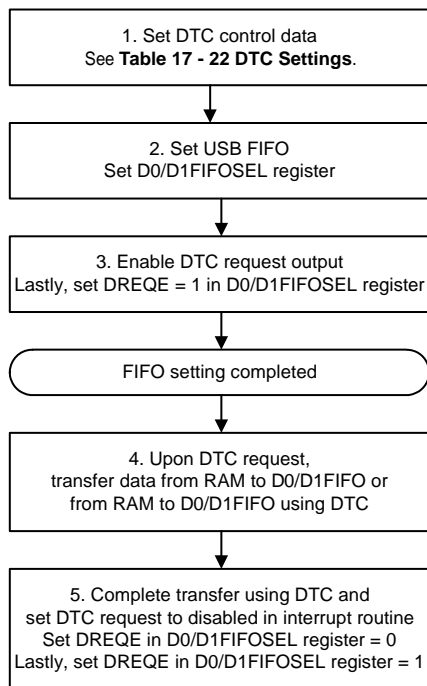 1. Set DTC control data
See Table 17 - 22 DTC Settings.
2. Set USB FIFO
Set D0/D1FIFOSEL register
3. Enable DTC request output
Lastly, set DREQE = 1 in D0/D1FIFOSEL register
FIFO setting completed
4. Upon DTC request,
transfer data from RAM to D0/D1FIFO or
from RAM to D0/D1FIFO using DTC
5. Complete transfer using DTC and
set DTC request to disabled in interrupt routine
Set DREQE in D0/D1FIFOSEL register = 0
Lastly, set DREQE in D0/D1FIFOSEL register = 1